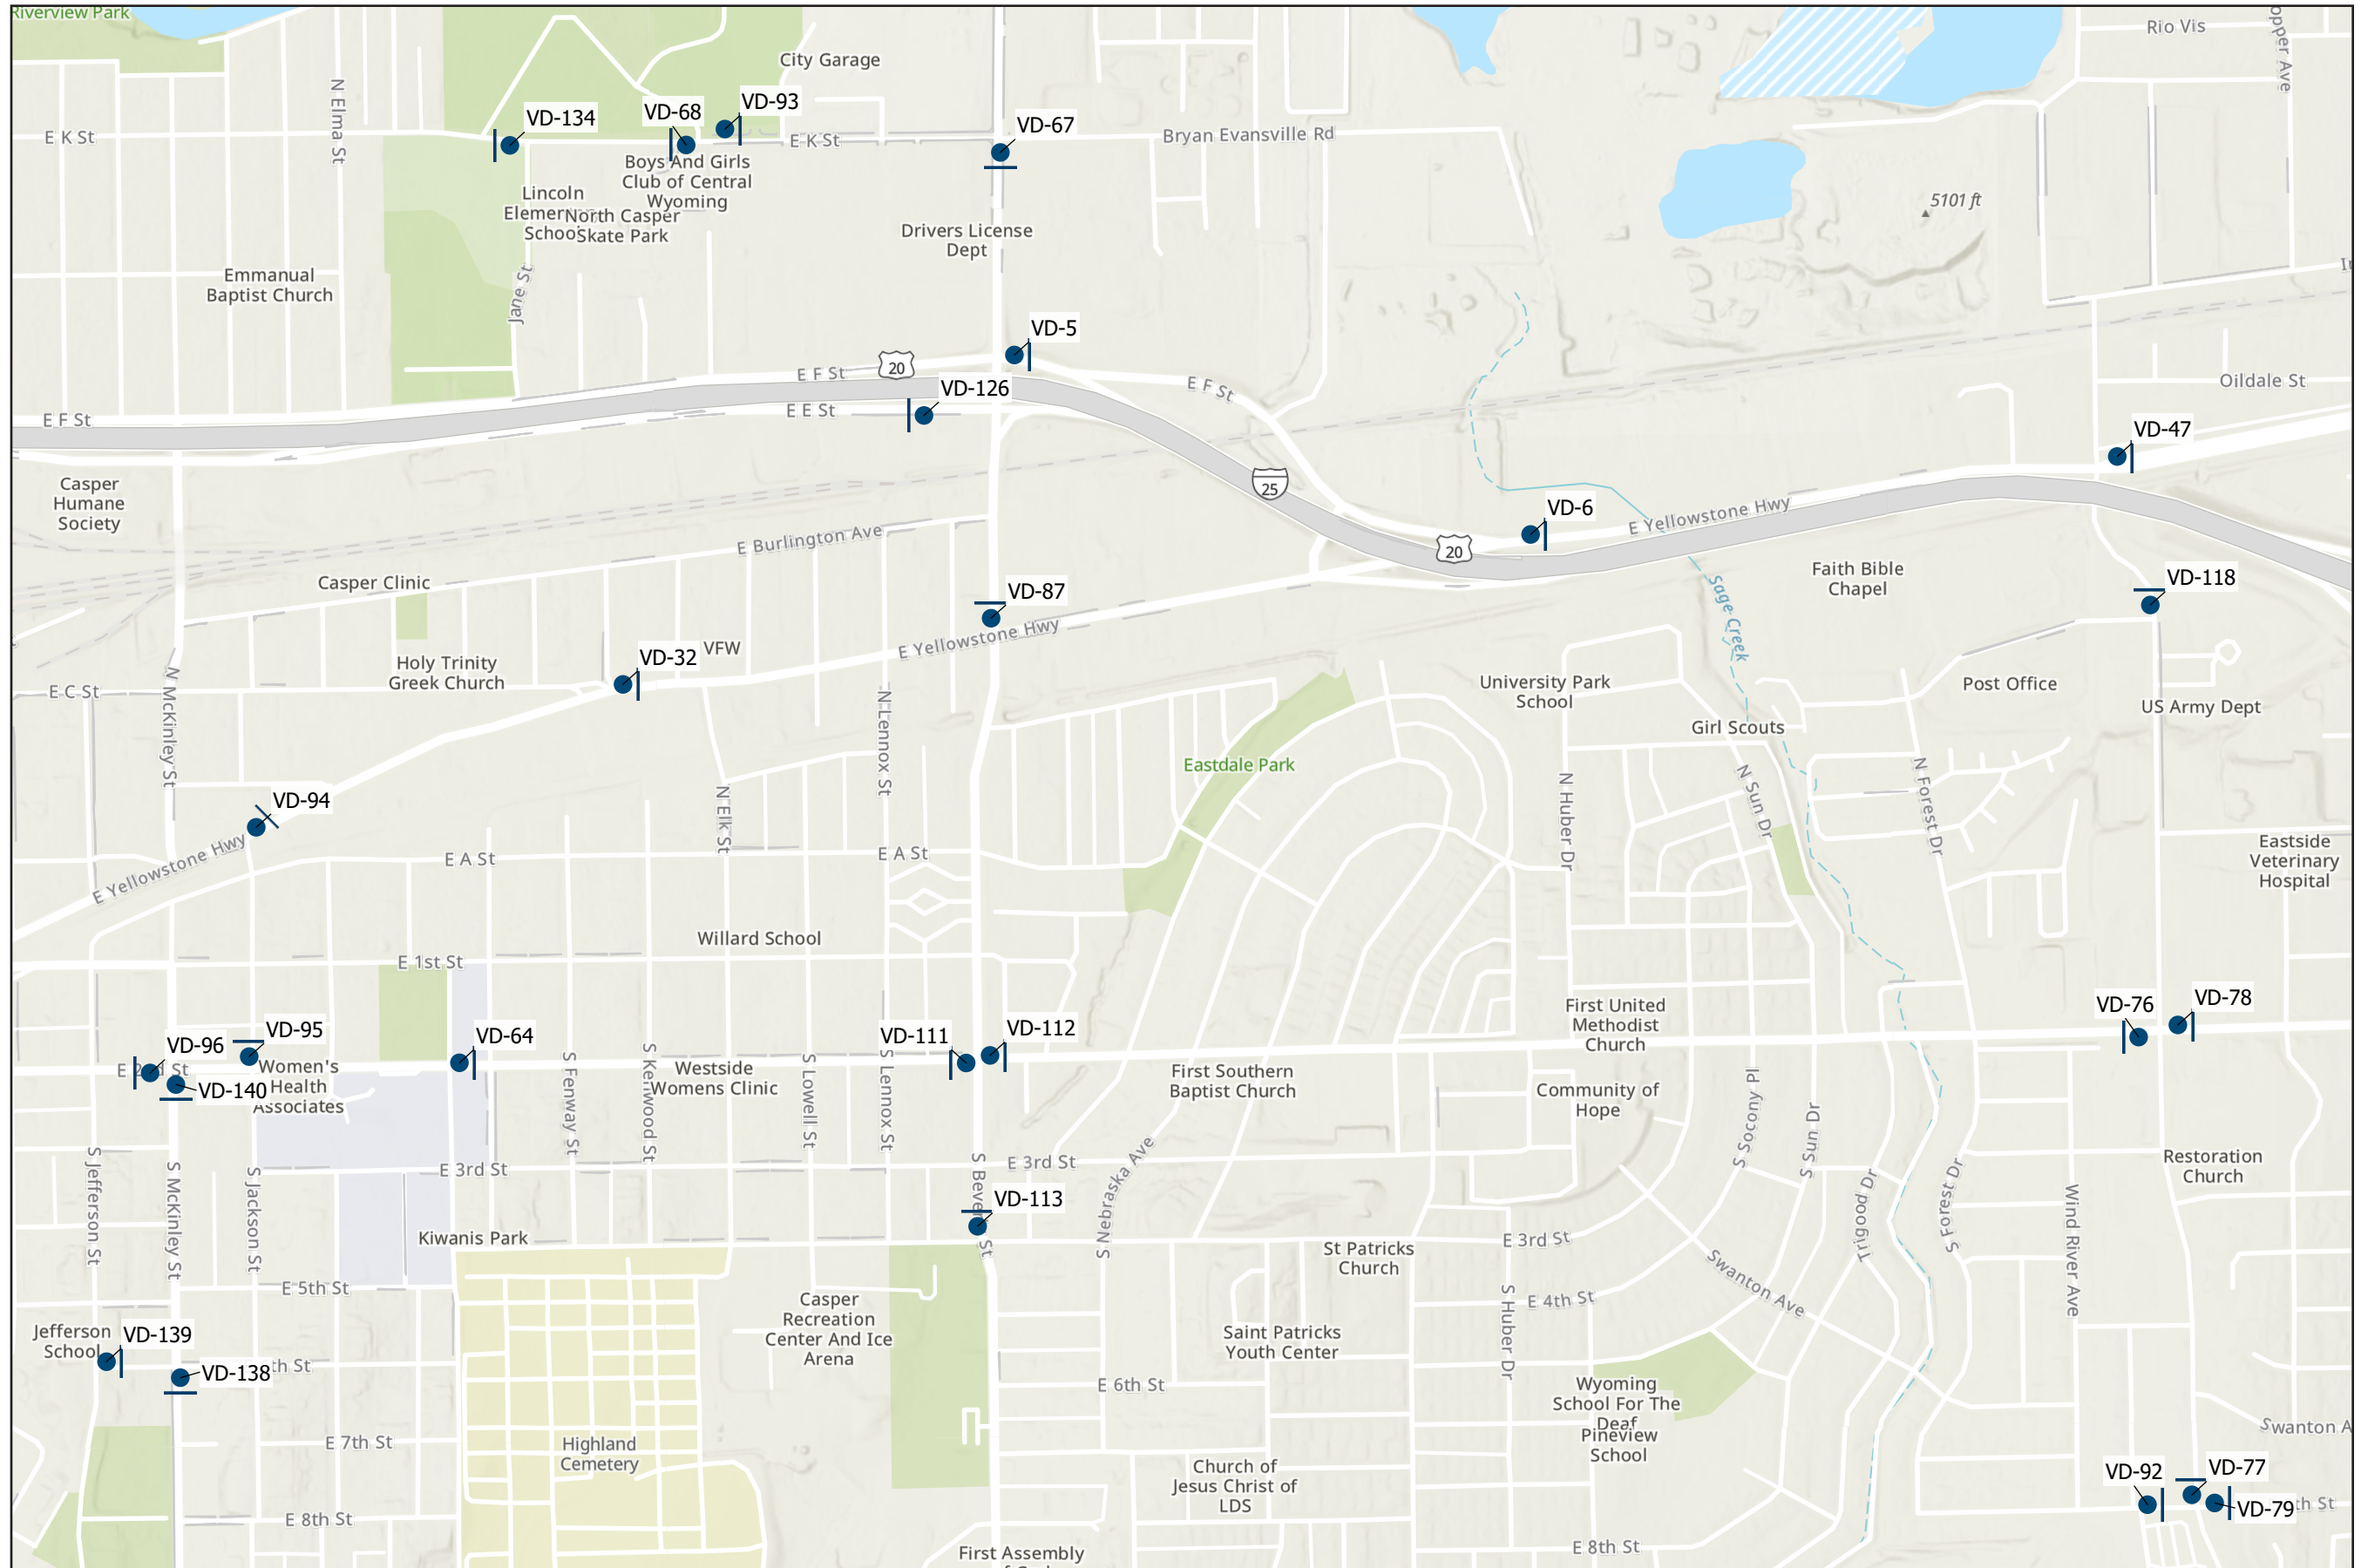 Riverview Park
Rio Vis
opper Ave
City Garage
N Elma St
VD-134
VD-68
VD-93
VD-67
E K St
E K St
Bryan Evansville Rd
Boys And Girls
Club of Central
Wyoming
Lincoln
School
North Casper
Skate Park
5101 ft
Drivers License
Dept
Emmanual
Baptist Church
Jane St
VD-5
E F St
20
E F St
Oildale St
VD-126
E E St
E F St
VD-47
Casper
Humane
Society
25
VD-6
E Yellowstone Hwy
E Burlington Ave
20
Casper Clinic
VD-87
Faith Bible
Chapel
VD-118
Sage Creek
E Yellowstone Hwy
VFW
VD-32
Holy Trinity
Greek Church
E C St
University Park
School
Post Office
US Army Dept
N McKinley St
N Lennox St
Girl Scouts
Eastdale Park
VD-94
N Elk St
N Huber Dr
N Sun Dr
N Forest Dr
E Yellowstone Hwy
E A St
E A St
Eastside
Veterinary
Hospital
Willard School
E 1st St
VD-76
VD-78
First United
Methodist
Church
VD-96
VD-95
VD-64
VD-111
VD-112
VD-140
Women's
Health
Associates
S Fenway St
S Kenwood St
Westside
Womens Clinic
S Lowell St
S Lennox St
First Southern
Baptist Church
Community of
Hope
S Socony Pl
S Sun Dr
S Jefferson St
S McKinley St
S Jackson St
E 3rd St
E 3rd St
S Nebraska Ave
Trigood Dr
S Forest Dr
Restoration
Church
Wind River Ave
VD-113
Kiwanis Park
St Patricks
Church
E 3rd St
Swanton Ave
E 5th St
E 4th St
S Huber Dr
Casper
Recreation
Center And Ice
Arena
Jefferson
School
VD-139
VD-138
th St
Saint Patricks
Youth Center
E 6th St
Wyoming
School For The
Deaf
Pineview
School
Swanton A
E 7th St
Highland
Cemetery
Church of
Jesus Christ of
LDS
VD-92
VD-77
VD-79
th St
E 8th St
E 8th St
First Assembly